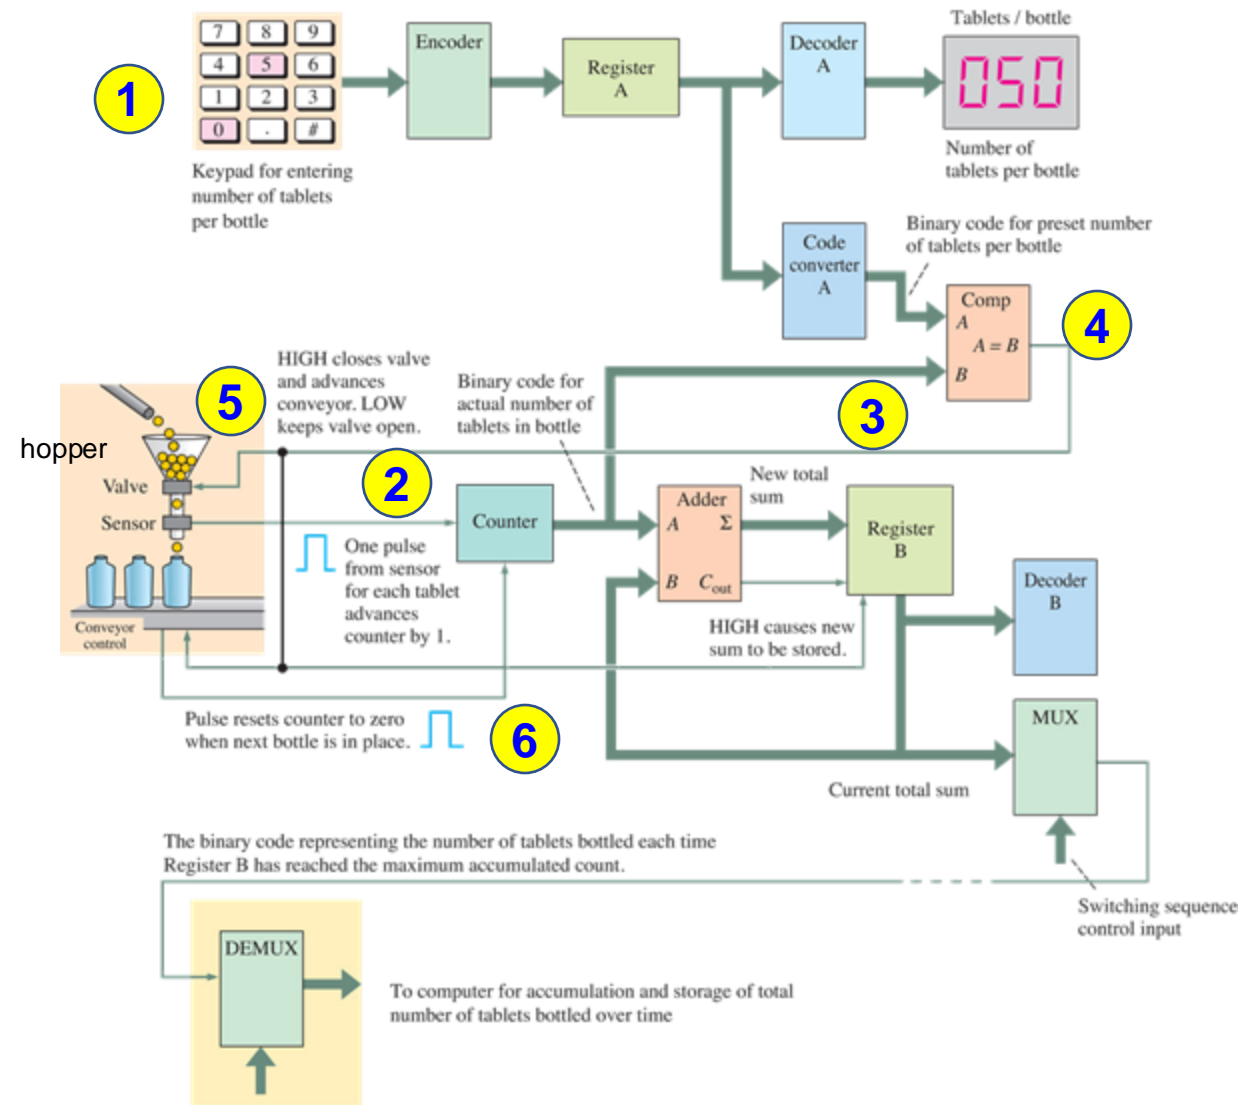 Tablets / bottle
7 8 9
4 5 6
1 2 3
0 . #
1
Encoder
Register
A
Decoder
A
050
Keypad for entering
number of tablets
per bottle
Number of
tablets per bottle
Code
converter
A
Binary code for preset number
of tablets per bottle
Comp
A
A = B
B
4
HIGH closes valve
and advances
conveyor. LOW
keeps valve open.
5
Binary code for
actual number of
tablets in bottle
3
hopper
Valve
Sensor
2
Counter
Adder
A Σ
B Cout
New total
sum
Register
B
One pulse
from sensor
for each tablet
advances
counter by 1.
Decoder
B
Conveyor
control
HIGH causes new
sum to be stored.
Pulse resets counter to zero
when next bottle is in place.
6
MUX
Current total sum
The binary code representing the number of tablets bottled each time
Register B has reached the maximum accumulated count.
Switching sequence
control input
DEMUX
To computer for accumulation and storage of total
number of tablets bottled over time